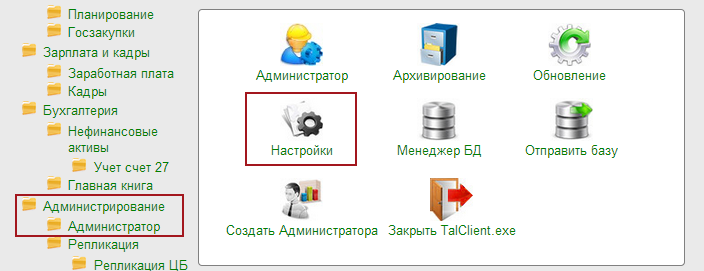 Планирование
Госзакупки
Зарплата и кадры
Заработная плата
Кадры
Бухгалтерия
Нефинансовые
активы
Учет счет 27
Главная книга
Администрирование
Администратор
Репликация
Репликация ЦБ
Администратор
Архивирование
Обновление
Настройки
Менеджер БД
Отправить базу
Создать Администратора
Закрыть TalClient.exe